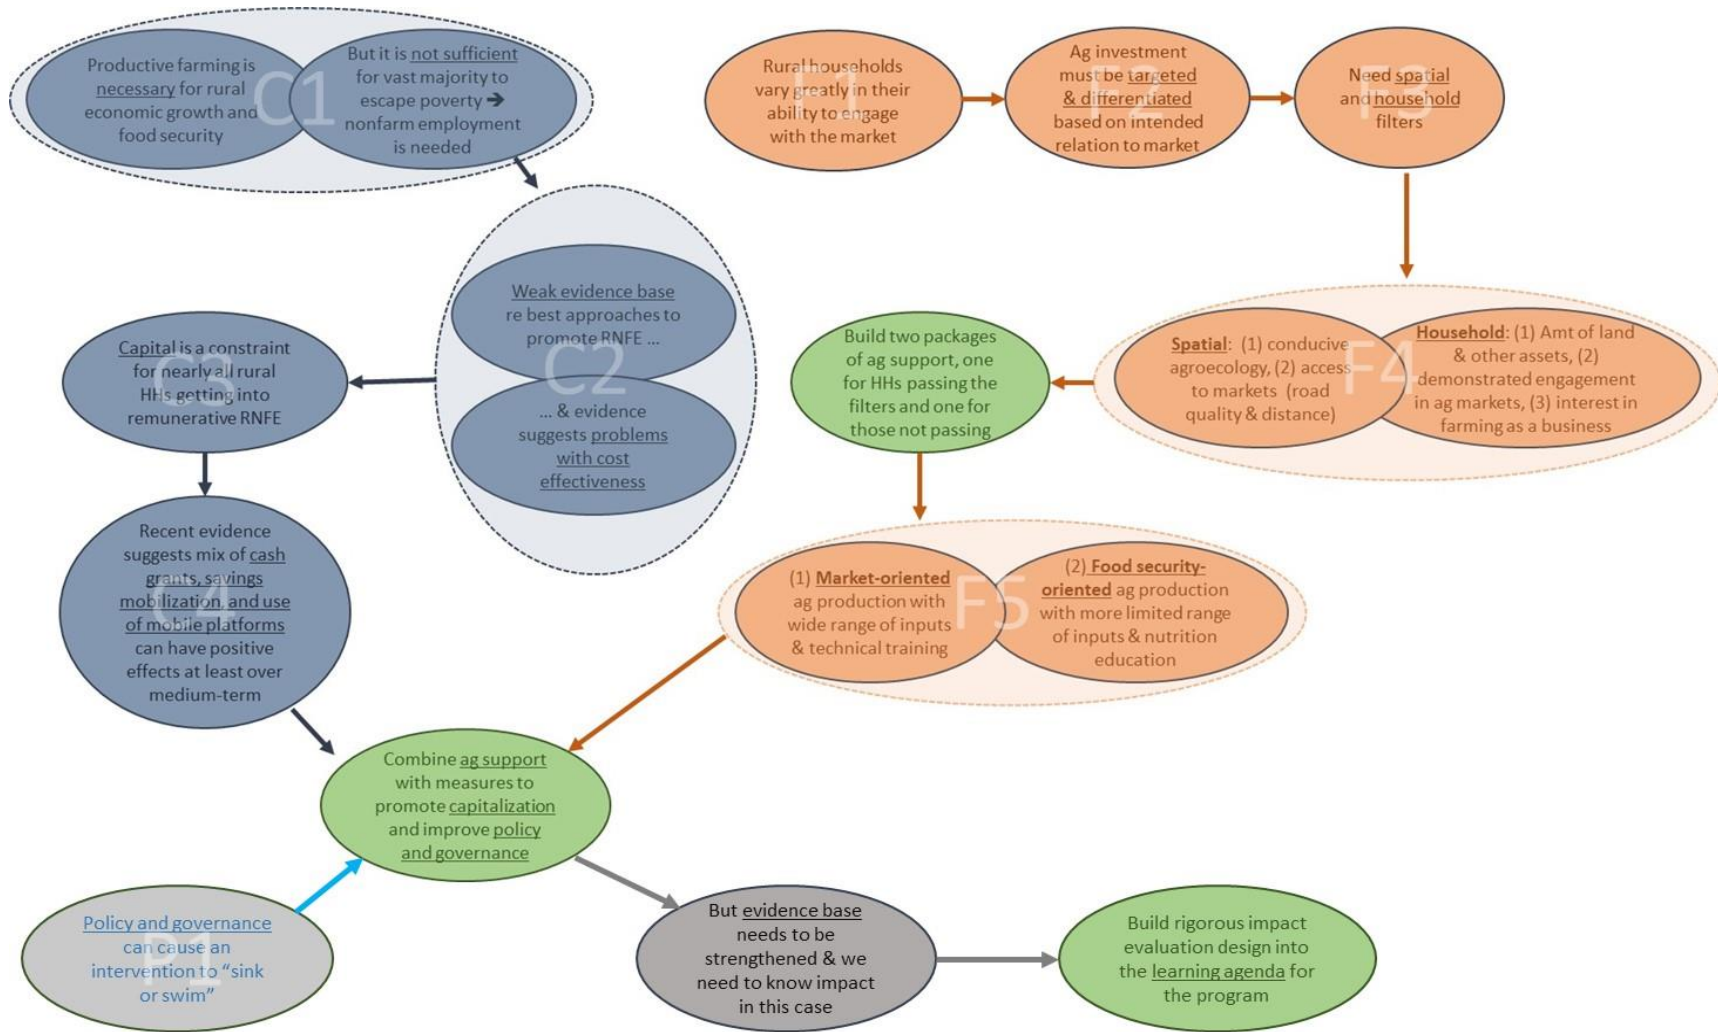 Productive farming is
necessary for rural
economic growth and
food security
C1
But it is not sufficient
for vast majority to
escape poverty ➔
nonfarm employment
is needed
Rural households
vary greatly in their
ability to engage
with the market
F1
Ag investment
must be targeted
& differentiated
based on intended
relation to market
F2
Need spatial
and household
filters
F3
Weak evidence base
re best approaches to
promote RNFE ...
C2
... & evidence
suggests problems
with cost
effectiveness
Capital is a constraint
for nearly all rural
HHs getting into
remunerative RNFE
C3
Build two packages
of ag support, one
for HHs passing the
filters and one for
those not passing
Spatial: (1) conducive
agroecology, (2) access
to markets (road
quality & distance)
F4
Household: (1) Amt of land
& other assets, (2)
demonstrated engagement
in ag markets, (3) interest in
farming as a business
Recent evidence
suggests mix of cash
grants, savings
mobilization, and use
of mobile platforms
can have positive
effects at least over
medium-term
C4
(1) Market-oriented
ag production with
wide range of inputs
& technical training
F5
(2) Food security-
oriented ag production
with more limited range
of inputs & nutrition
education
Combine ag support
with measures to
promote capitalization
and improve policy
and governance
Policy and governance
can cause an
intervention to “sink
or swim”
P1
But evidence base
needs to be
strengthened & we
need to know impact
in this case
Build rigorous impact
evaluation design into
the learning agenda for
the program